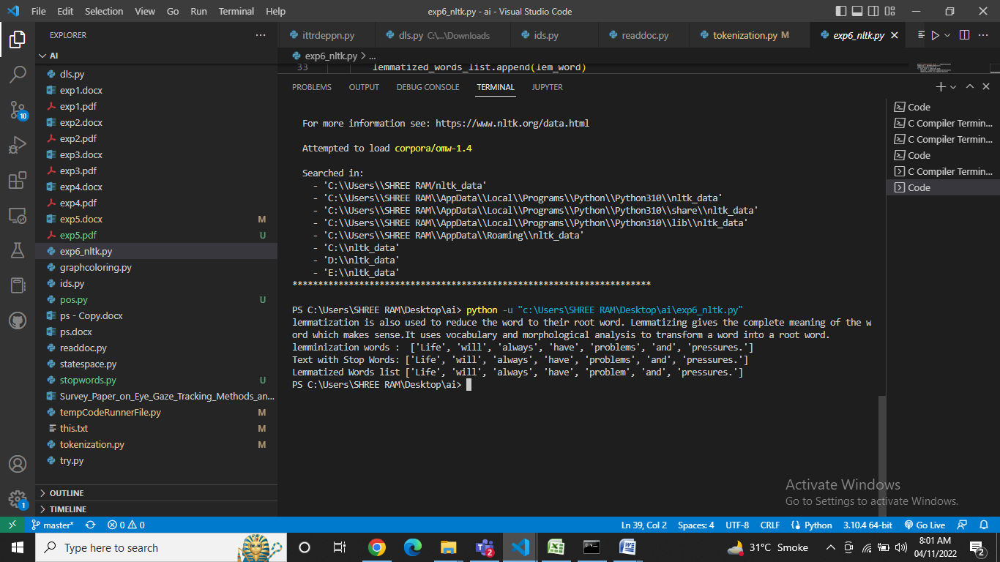 File Edit Selection View Go Run Terminal Help
exp6_nltk.py - ai - Visual Studio Code
EXPLORER
ittrdeppn.py
dls.py C:\...\Downloads
ids.py
readdoc.py
tokenization.py M
exp6_nltk.py
AI
exp6_nltk.py > ...
33 lemmatized_words_list.append(lem_word)
dls.py
exp1.docx
exp1.pdf
exp2.docx
exp2.pdf
exp3.docx
exp3.pdf
exp4.docx
exp4.pdf
exp5.docx M
exp5.pdf U
exp6_nltk.py
graphcoloring.py
ids.py
pos.py U
ps - Copy.docx
ps.docx
readdoc.py
statespace.py
stopwords.py U
Survey_Paper_on_Eye_Gaze_Tracking_Methods_an...
tempCodeRunnerFile.py M
this.txt M
tokenization.py M
try.py
OUTLINE
TIMELINE
10
1
PROBLEMS OUTPUT DEBUG CONSOLE TERMINAL JUPYTER
For more information see: https://www.nltk.org/data.html
Attempted to load corpora/omw-1.4
Searched in:
- 'C:\\Users\\SHREE RAM/nltk_data'
- 'C:\\Users\\SHREE RAM\\AppData\\Local\\Programs\\Python\\Python310\\nltk_data'
- 'C:\\Users\\SHREE RAM\\AppData\\Local\\Programs\\Python\\Python310\\share\\nltk_data'
- 'C:\\Users\\SHREE RAM\\AppData\\Local\\Programs\\Python\\Python310\\lib\\nltk_data'
- 'C:\\Users\\SHREE RAM\\AppData\\Roaming\\nltk_data'
- 'C:\\nltk_data'
- 'D:\\nltk_data'
- 'E:\\nltk_data'
**********************************************************************
PS C:\Users\SHREE RAM\Desktop\ai> python -u "c:\Users\SHREE RAM\Desktop\ai\exp6_nltk.py"
lemmatization is also used to reduce the word to their root word. Lemmatizing gives the complete meaning of the w
ord which makes sense.It uses vocabulary and morphological analysis to transform a word into a root word.
lemminization words :  ['Life', 'will', 'always', 'have', 'problems', 'and', 'pressures.']
Text with Stop Words: ['Life', 'will', 'always', 'have', 'problems', 'and', 'pressures.']
Lemmatized Words list ['Life', 'will', 'always', 'have', 'problem', 'and', 'pressures.']
PS C:\Users\SHREE RAM\Desktop\ai>
Code
C Compiler Termin...
C Compiler Termin...
Code
C Compiler Termin...
Code
Activate Windows
Go to Settings to activate Windows.
master* 0 0
Ln 39, Col 2 Spaces: 4 UTF-8 CRLF Python 3.10.4 64-bit Go Live
Type here to search
2
31°C Smoke
8:01 AM
04/11/2022
2